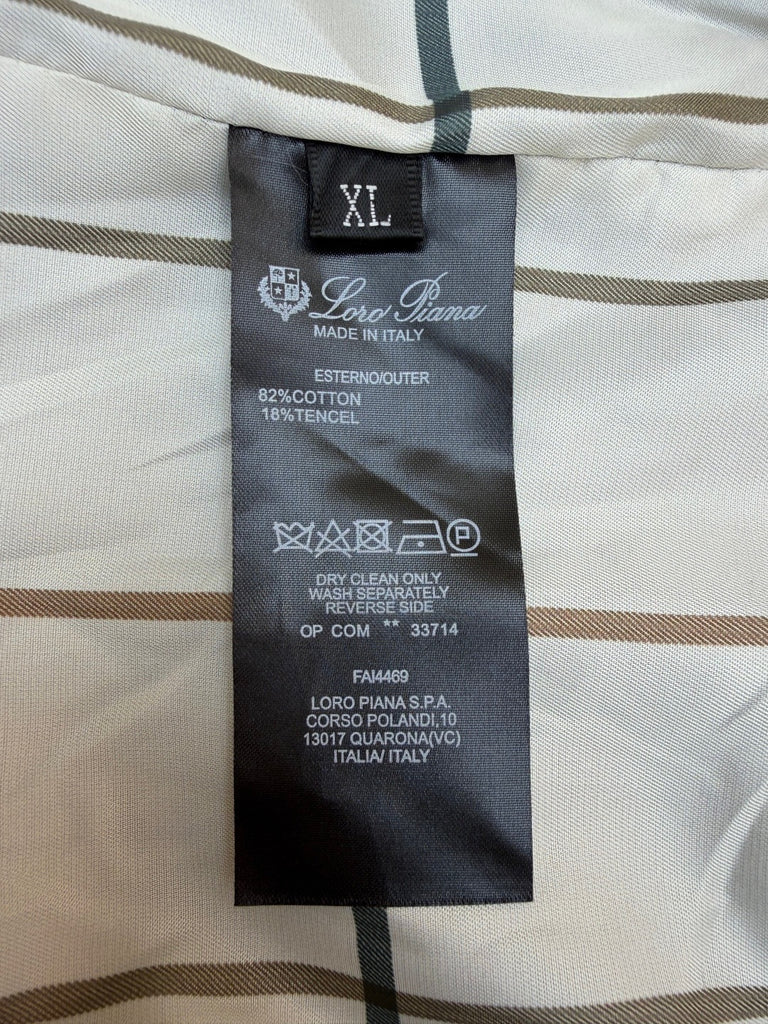 XL
Loro Piana
MADE IN ITALY
ESTERNO/OUTER
82%COTTON
18%TENCEL
P
DRY CLEAN ONLY
WASH SEPARATELY
REVERSE SIDE
OP COM ** 33714
FAI4469
LORO PIANA S.P.A.
CORSO POLANDI,10
13017 QUARONA(VC)
ITALIA/ ITALY